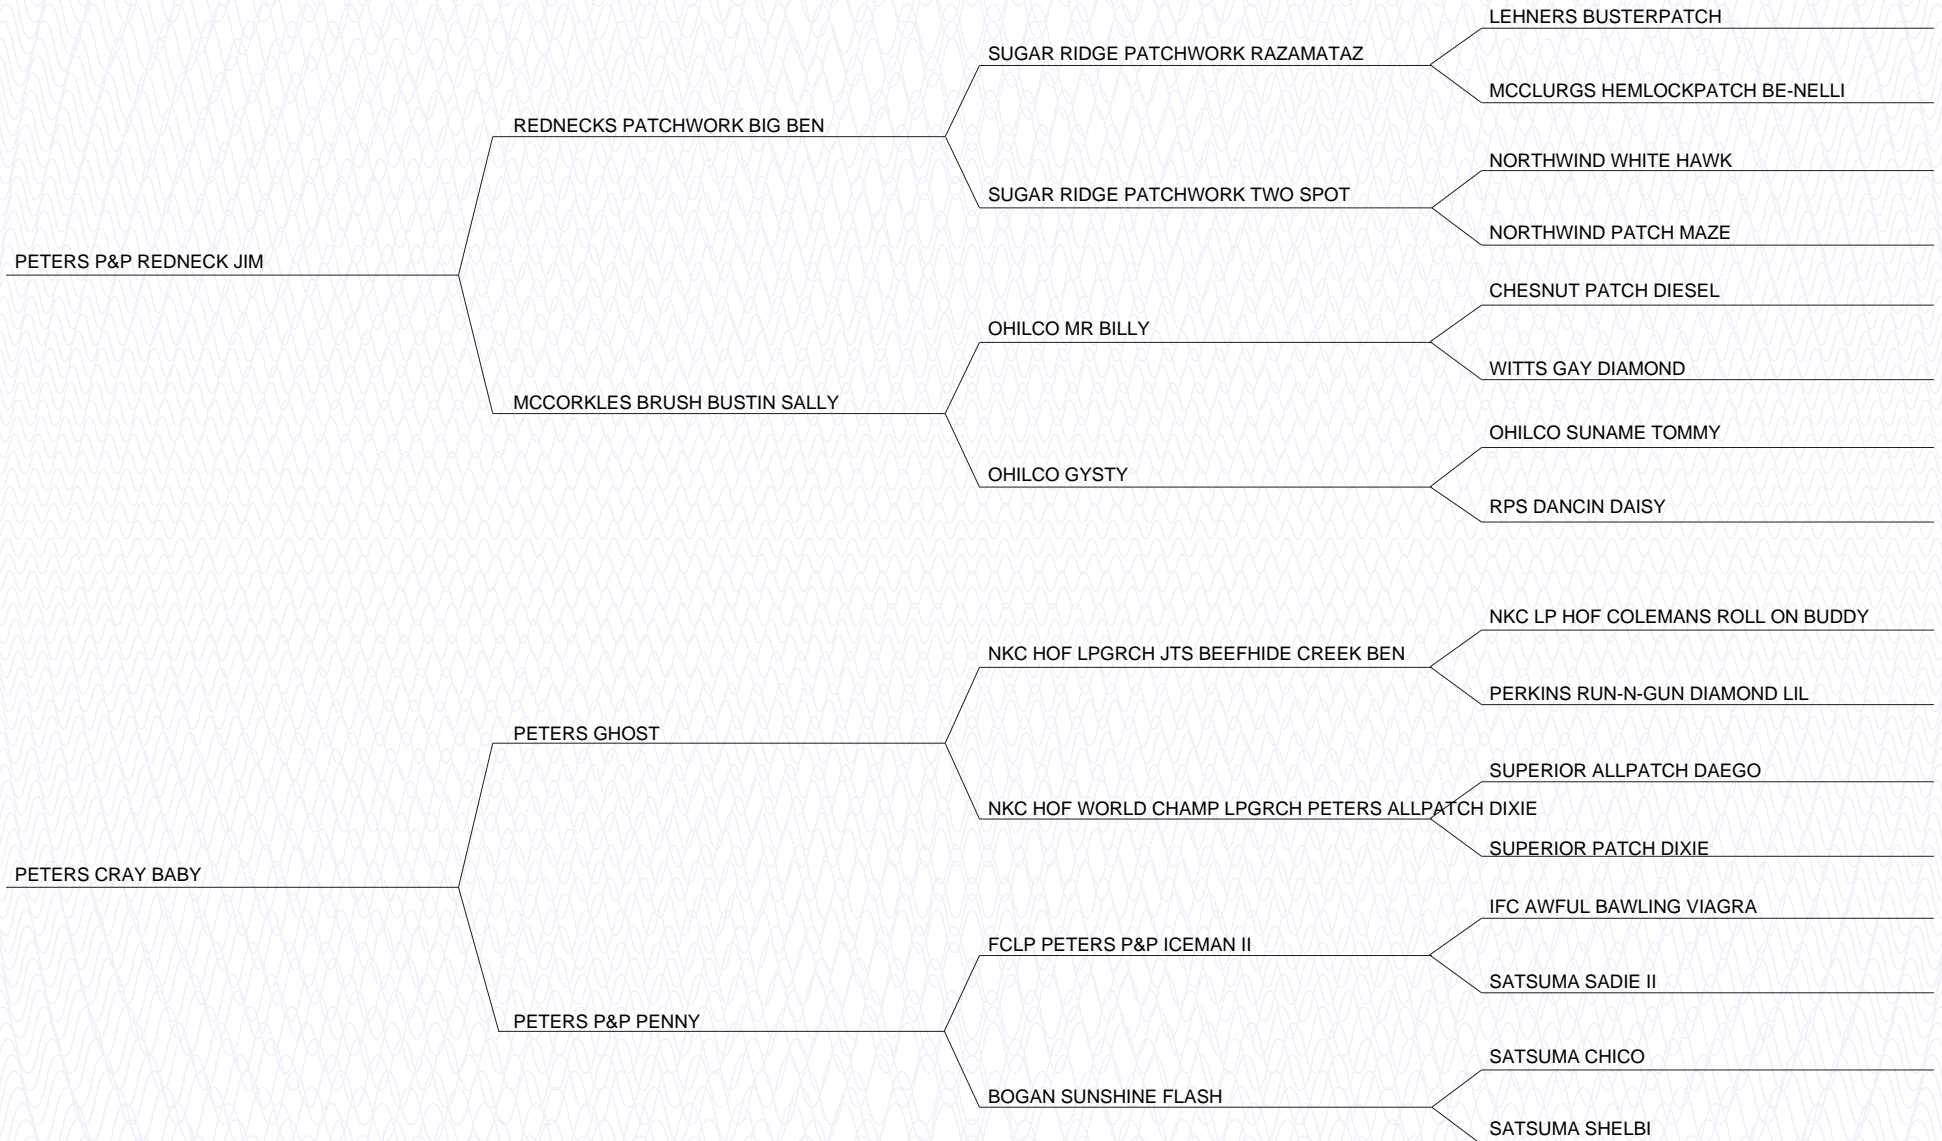 LEHNERS BUSTERPATCH
SUGAR RIDGE PATCHWORK RAZAMATAZ
MCCLURGS HEMLOCKPATCH BE-NELLI
REDNECKS PATCHWORK BIG BEN
NORTHWIND WHITE HAWK
SUGAR RIDGE PATCHWORK TWO SPOT
NORTHWIND PATCH MAZE
PETERS P&P REDNECK JIM
CHESNUT PATCH DIESEL
OHILCO MR BILLY
WITTS GAY DIAMOND
MCCORKLES BRUSH BUSTIN SALLY
OHILCO SUNAME TOMMY
OHILCO GYSTY
RPS DANCIN DAISY
NKC LP HOF COLEMANS ROLL ON BUDDY
NKC HOF LPGRCH JTS BEEFHIDE CREEK BEN
PERKINS RUN-N-GUN DIAMOND LIL
PETERS GHOST
SUPERIOR ALLPATCH DAEGO
NKC HOF WORLD CHAMP LPGRCH PETERS ALLPATCH DIXIE
SUPERIOR PATCH DIXIE
PETERS CRAY BABY
IFC AWFUL BAWLING VIAGRA
FCLP PETERS P&P ICEMAN II
SATSUMA SADIE II
PETERS P&P PENNY
SATSUMA CHICO
BOGAN SUNSHINE FLASH
SATSUMA SHELBI